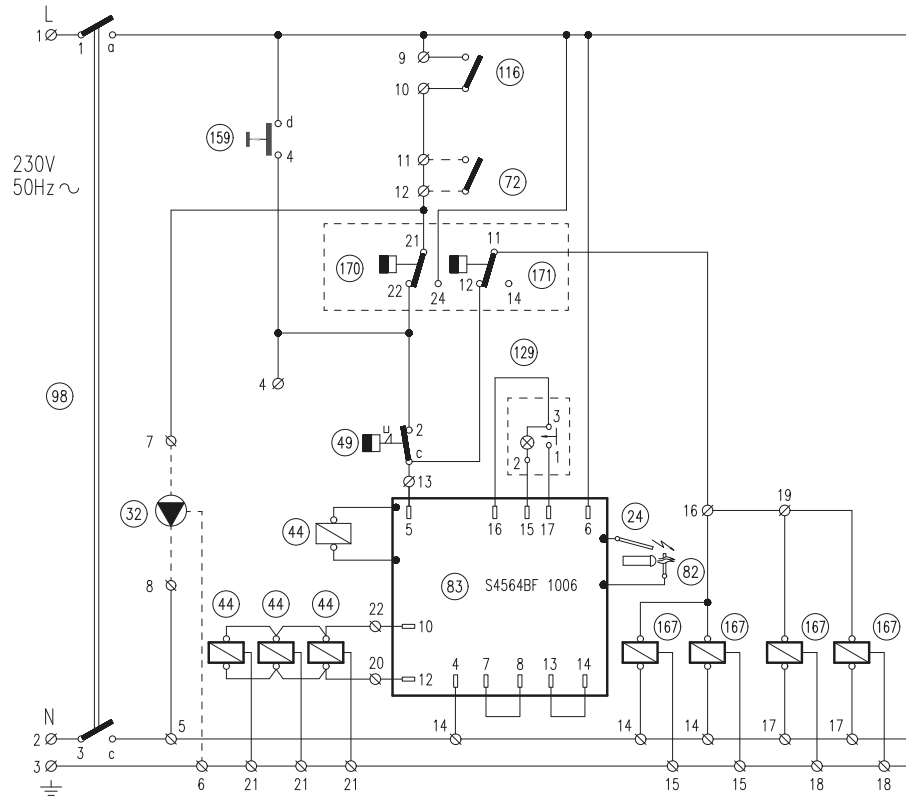 L
1 1 a
9
116
10
d
159
4
230V
50Hz ~
11
72
12
21 11
170 171
22 24 12 14
129
4
98
3
7 49 u 2
2 1
c
13
32 44 5 16 15 17 6 24 16 19
8 83 S4564BF 1006 82
44 44 44 22 10 167 167 167 167
20 12 4 7 8 13 14
N
2 3 c 5 14 14 14 17 17
3
6 21 21 21 15 15 18 18